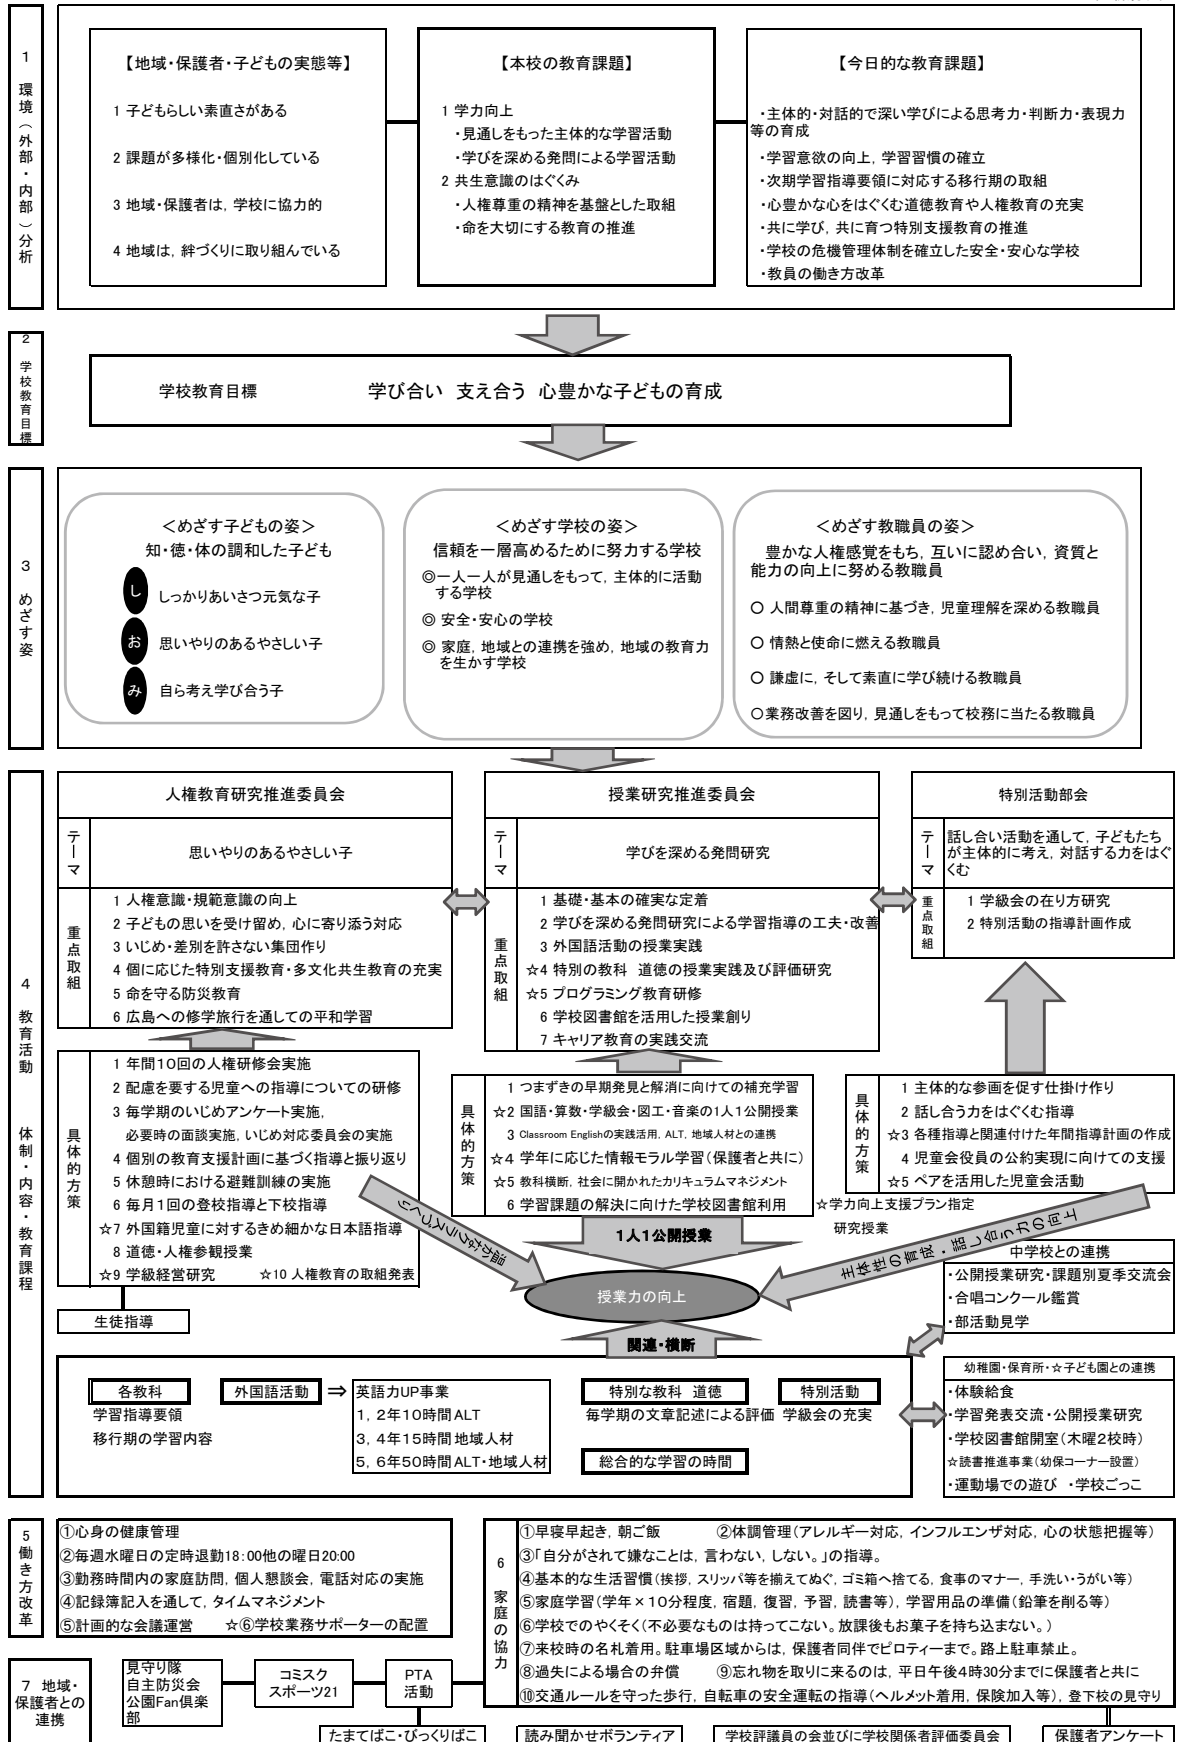 1 環境（外部・内部）分析
【地域・保護者・子どもの実態等】
1 子どもらしい素直さがある
2 課題が多様化・個別化している
3 地域・保護者は，学校に協力的
4 地域は，絆づくりに取り組んでいる
【本校の教育課題】
1 学力向上
・見通しをもった主体的な学習活動
・学びを深める発問による学習活動
2 共生意識のはぐくみ
・人権尊重の精神を基盤とした取組
・命を大切にする教育の推進
【今日的な教育課題】
・主体的・対話的で深い学びによる思考力・判断力・表現力
等の育成
・学習意欲の向上，学習習慣の確立
・次期学習指導要領に対応する移行期の取組
・心豊かな心をはぐくむ道徳教育や人権教育の充実
・共に学び，共に育つ特別支援教育の推進
・学校の危機管理体制を確立した安全・安心な学校
・教員の働き方改革
2 学校教育目標
学校教育目標 学び合い 支え合う 心豊かな子どもの育成
3 めざす姿
＜めざす子どもの姿＞
知・徳・体の調和した子ども
し しっかりあいさつ元気な子
お 思いやりのあるやさしい子
み 自ら考え学び合う子
＜めざす学校の姿＞
信頼を一層高めるために努力する学校
◎一人一人が見通しをもって，主体的に活動
する学校
◎ 安全・安心の学校
◎ 家庭，地域との連携を強め，地域の教育力
を生かす学校
＜めざす教職員の姿＞
豊かな人権感覚をもち，互いに認め合い，資質と
能力の向上に努める教職員
○ 人間尊重の精神に基づき，児童理解を深める教職員
○ 情熱と使命に燃える教職員
○ 謙虚に，そして素直に学び続ける教職員
○業務改善を図り，見通しをもって校務に当たる教職員
4 教育活動 体制・内容・教育課程
人権教育研究推進委員会
テーマ
思いやりのあるやさしい子
重点取組
1 人権意識・規範意識の向上
2 子どもの思いを受け留め，心に寄り添う対応
3 いじめ・差別を許さない集団作り
4 個に応じた特別支援教育・多文化共生教育の充実
5 命を守る防災教育
6 広島への修学旅行を通しての平和学習
授業研究推進委員会
テーマ
学びを深める発問研究
重点取組
1 基礎・基本の確実な定着
2 学びを深める発問研究による学習指導の工夫・改善
3 外国語活動の授業実践
☆4 特別の教科 道徳の授業実践及び評価研究
☆5 プログラミング教育研修
6 学校図書館を活用した授業創り
7 キャリア教育の実践交流
特別活動部会
テーマ
話し合い活動を通して，子どもたち
が主体的に考え，対話する力をはぐ
くむ
重点取組
1 学級会の在り方研究
2 特別活動の指導計画作成
具体的方策
1 年間10回の人権研修会実施
2 配慮を要する児童への指導についての研修
3 毎学期のいじめアンケート実施，
必要時の面談実施，いじめ対応委員会の実施
4 個別の教育支援計画に基づく指導と振り返り
5 休憩時における避難訓練の実施
6 毎月1回の登校指導と下校指導
☆7 外国籍児童に対するきめ細かな日本語指導
8 道徳・人権参観授業
☆9 学級経営研究 ☆10 人権教育の取組発表
生徒指導
具体的方策
1 つまずきの早期発見と解消に向けての補充学習
☆2 国語・算数・学級会・図工・音楽の1人1公開授業
3 Classroom Englishの実践活用，ALT，地域人材との連携
☆4 学年に応じた情報モラル学習（保護者と共に）
☆5 教科横断，社会に開かれたカリキュラムマネジメント
6 学習課題の解決に向けた学校図書館利用
具体的方策
1 主体的な参画を促す仕掛け作り
2 話し合う力をはぐくむ指導
☆3 各種指導と関連付けた年間指導計画の作成
4 児童会役員の公約実現に向けての支援
☆5 ペアを活用した児童会活動
☆学力向上支援プラン指定
研究授業
温かなクラスづくり
1人1公開授業
主体性の育成・話し合う力の向上
授業力の向上
関連・横断
中学校との連携
・公開授業研究・課題別夏季交流会
・合唱コンクール鑑賞
・部活動見学
幼稚園・保育所・☆子ども園との連携
・体験給食
・学習発表交流・公開授業研究
・学校図書館開室（木曜2校時）
☆読書推進事業（幼保コーナー設置）
・運動場での遊び ・学校ごっこ
各教科
学習指導要領
移行期の学習内容
外国語活動 ⇒ 英語力UP事業
1，2年10時間ALT
3，4年15時間 地域人材
5，6年50時間ALT・地域人材
特別な教科 道徳
毎学期の文章記述による評価
総合的な学習の時間
特別活動
学級会の充実
5 働き方改革
①心身の健康管理
②毎週水曜日の定時退勤18：00他の曜日20:00
③勤務時間内の家庭訪問，個人懇談会，電話対応の実施
④記録簿記入を通して，タイムマネジメント
⑤計画的な会議運営 ☆⑥学校業務サポーターの配置
6 家庭の協力
①早寝早起き，朝ご飯 ②体調管理（アレルギー対応，インフルエンザ対応，心の状態把握等）
③「自分がされて嫌なことは，言わない，しない。」の指導。
④基本的な生活習慣（挨拶，スリッパ等を揃えてぬぐ，ゴミ箱へ捨てる，食事のマナー，手洗い・うがい等）
⑤家庭学習（学年×10分程度，宿題，復習，予習，読書等），学習用品の準備（鉛筆を削る等）
⑥学校でのやくそく（不必要なものは持ってこない。放課後もお菓子を持ち込まない。）
⑦来校時の名札着用。駐車場区域からは，保護者同伴でピロティーまで。路上駐車禁止。
⑧過失による場合の弁償 ⑨忘れ物を取りに来るのは，平日午後4時30分までに保護者と共に
⑩交通ルールを守った歩行，自転車の安全運転の指導（ヘルメット着用，保険加入等），登下校の見守り
7 地域・
保護者との
連携
見守り隊
自主防災会
公園Fan倶楽
部
コミスク
スポーツ21
PTA
活動
たまてばこ・びっくりばこ
読み聞かせボランティア
学校評議員の会並びに学校関係者評価委員会
保護者アンケート